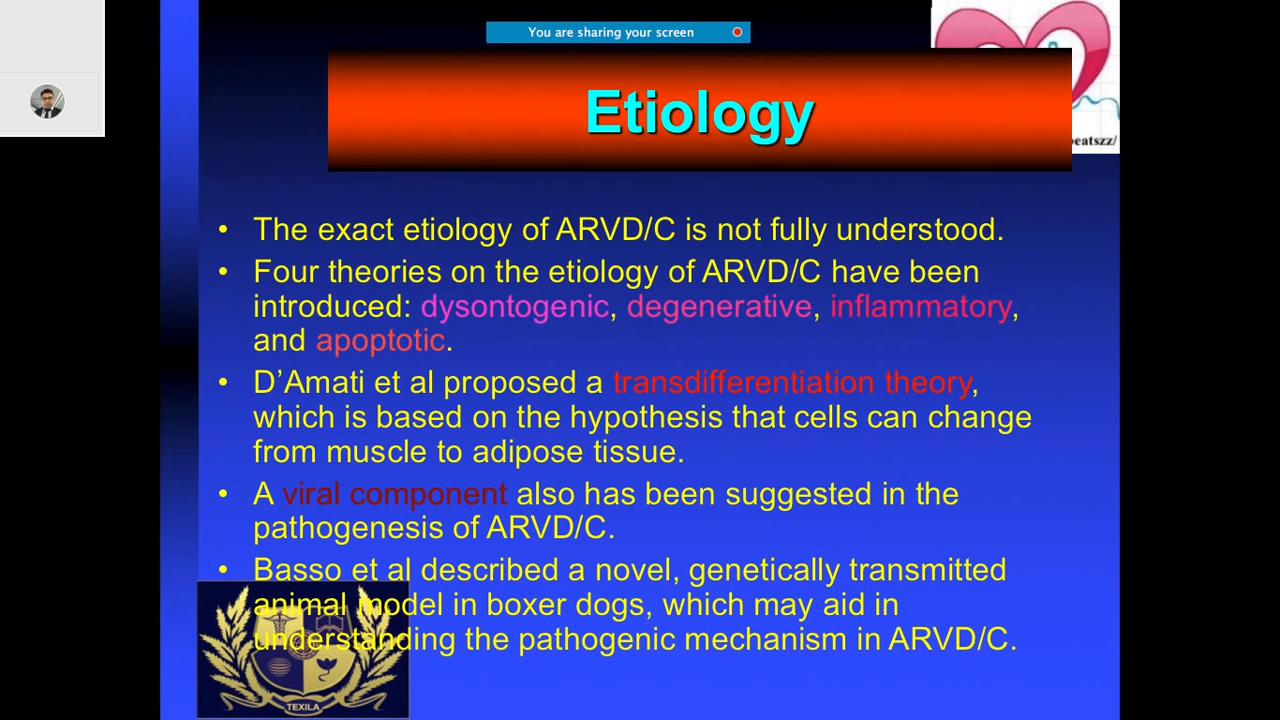 You are sharing your screen
Etiology
eatszz/
• The exact etiology of ARVD/C is not fully understood.
• Four theories on the etiology of ARVD/C have been
introduced: dysontogenic, degenerative, inflammatory,
and apoptotic.
• D’Amati et al proposed a transdifferentiation theory,
which is based on the hypothesis that cells can change
from muscle to adipose tissue.
• A viral component also has been suggested in the
pathogenesis of ARVD/C.
• Basso et al described a novel, genetically transmitted
animal model in boxer dogs, which may aid in
understanding the pathogenic mechanism in ARVD/C.
TEXILA